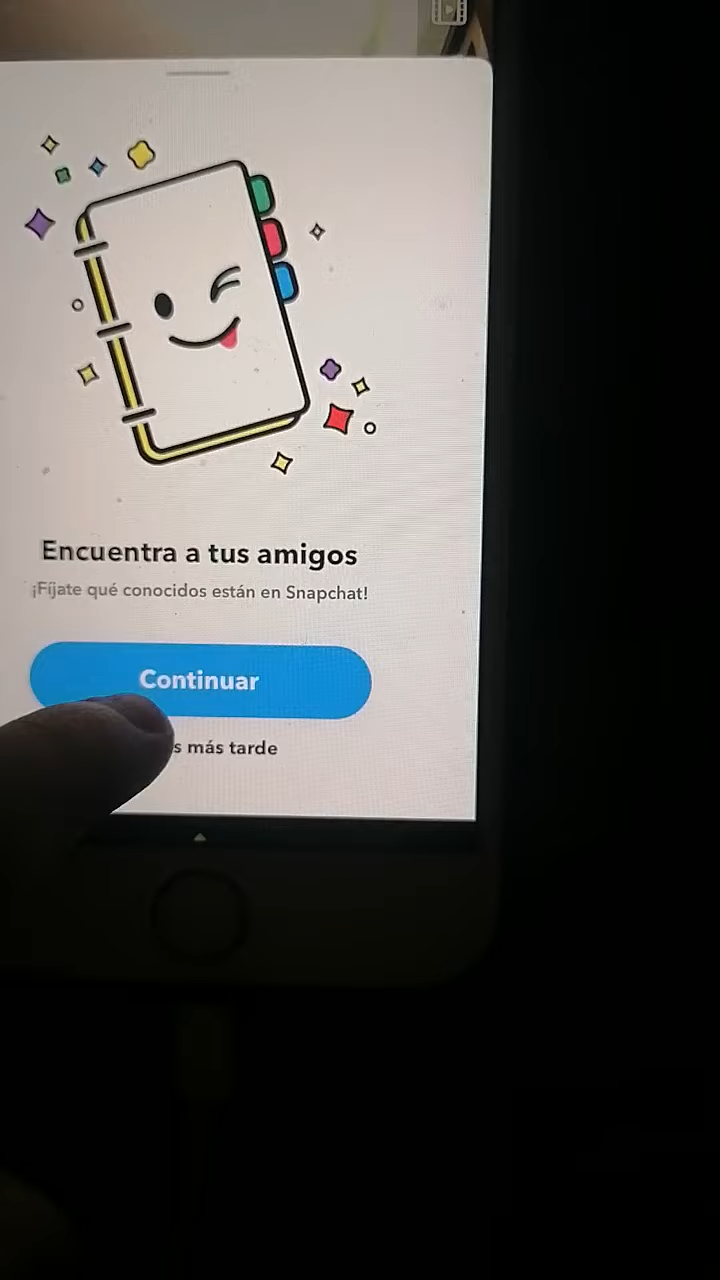 Encuentra a tus amigos
¡Fíjate qué conocidos están en Snapchat!
Continuar
más tarde